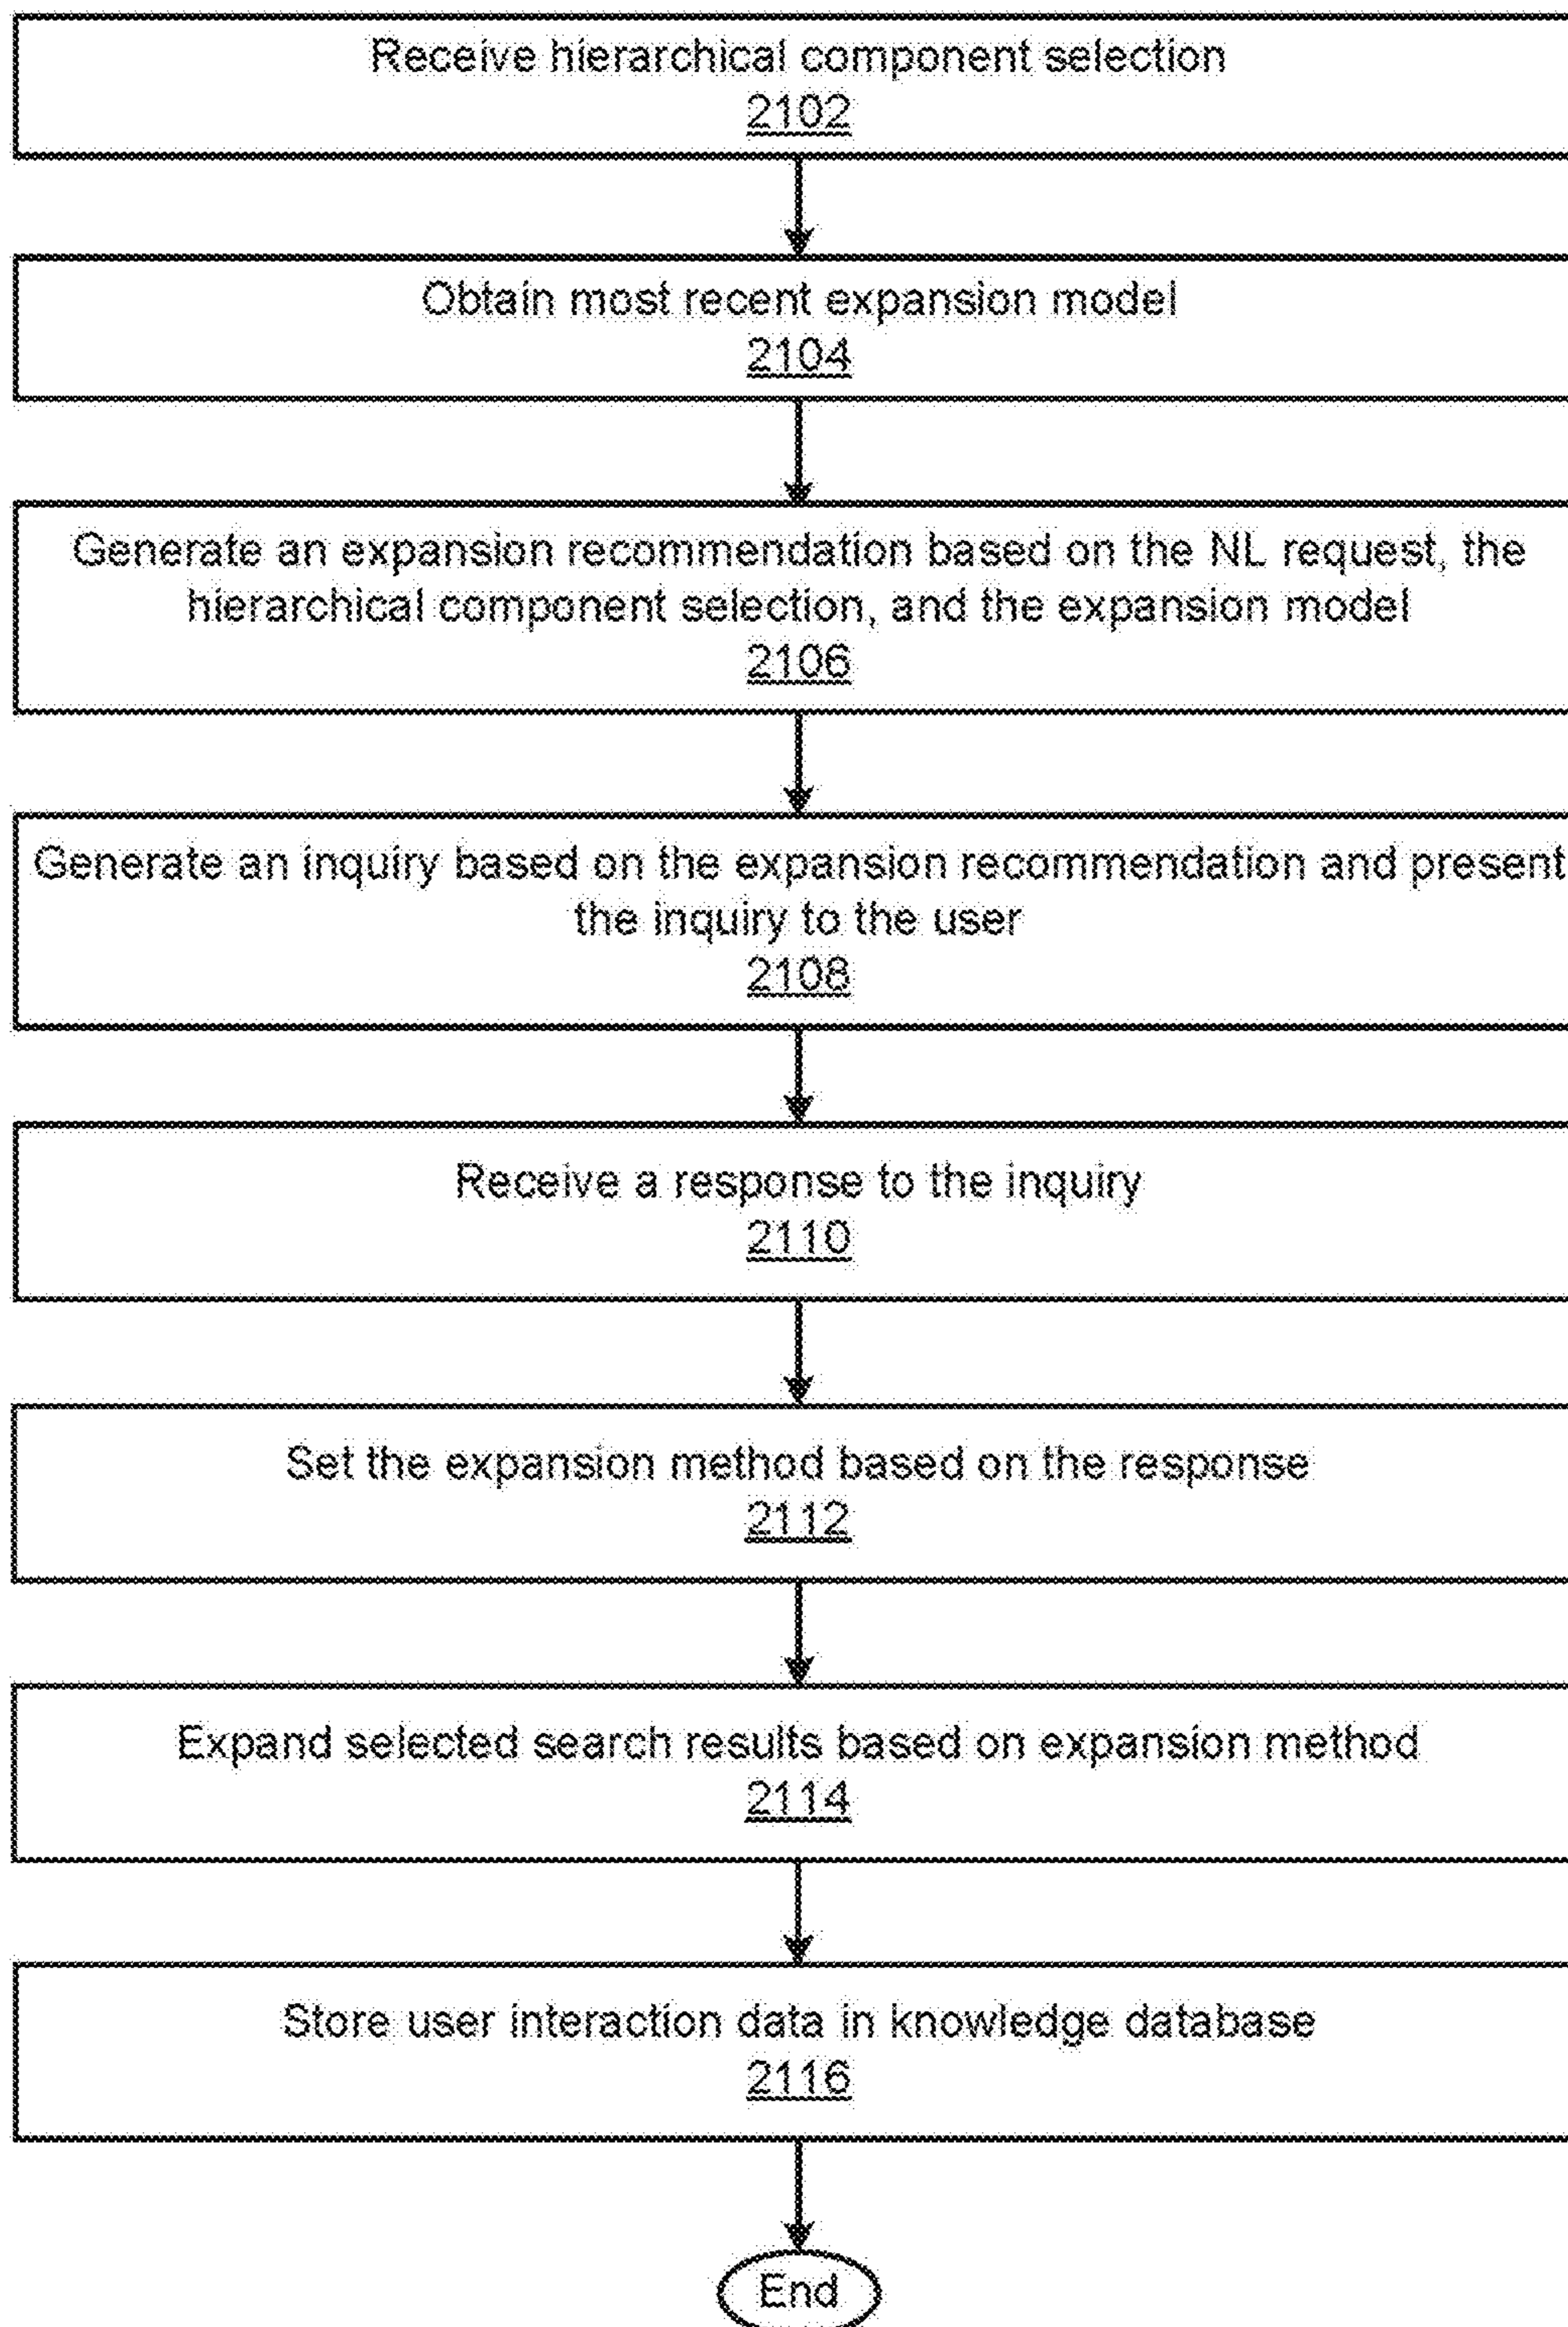 Receive hierarchical component selection
2102
Obtain most recent expansion model
2104
Generate an expansion recommendation based on the NL request, the
hierarchical component selection, and the expansion model
2106
Generate an inquiry based on the expansion recommendation and present
the inquiry to the user
2108
Receive a response to the inquiry
2110
Set the expansion method based on the response
2112
Expand selected search results based on expansion method
2114
Store user interaction data in knowledge database
2116
End